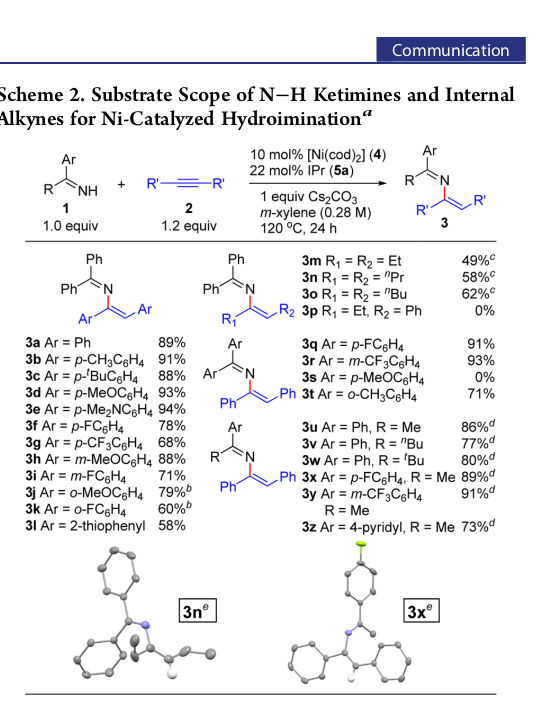 Communication
Scheme 2. Substrate Scope of N−H Ketimines and Internal
Alkynes for Ni-Catalyzed Hydroiminationᵃ
Ar
R
NH
1
1.0 equiv
+
R'
R'
2
1.2 equiv
10 mol% [Ni(cod)₂] (4)
22 mol% IPr (5a)
1 equiv Cs₂CO₃
m-xylene (0.28 M)
120 °C, 24 h
Ar
R
N
R'
R'
3
Ph
Ph
N
Ar
Ar
3a Ar = Ph 89%
3b Ar = p-CH₃C₆H₄ 91%
3c Ar = p-ᵗBuC₆H₄ 88%
3d Ar = p-MeOC₆H₄ 93%
3e Ar = p-Me₂NC₆H₄ 94%
3f Ar = p-FC₆H₄ 78%
3g Ar = p-CF₃C₆H₄ 68%
3h Ar = m-MeOC₆H₄ 88%
3i Ar = m-FC₆H₄ 71%
3j Ar = o-MeOC₆H₄ 79%ᵇ
3k Ar = o-FC₆H₄ 60%ᵇ
3l Ar = 2-thiophenyl 58%
Ph
Ph
N
R₁
R₂
3m R₁ = R₂ = Et 49%ᶜ
3n R₁ = R₂ = ⁿPr 58%ᶜ
3o R₁ = R₂ = ⁿBu 62%ᶜ
3p R₁ = Et, R₂ = Ph 0%
Ar
Ar
N
Ph
Ph
3q Ar = p-FC₆H₄ 91%
3r Ar = m-CF₃C₆H₄ 93%
3s Ar = p-MeOC₆H₄ 0%
3t Ar = o-CH₃C₆H₄ 71%
Ar
R
N
Ph
Ph
3u Ar = Ph, R = Me 86%ᵈ
3v Ar = Ph, R = ⁿBu 77%ᵈ
3w Ar = Ph, R = ᵗBu 80%ᵈ
3x Ar = p-FC₆H₄, R = Me 89%ᵈ
3y Ar = m-CF₃C₆H₄ 91%ᵈ
R = Me
3z Ar = 4-pyridyl, R = Me 73%ᵈ
3nᵉ
3xᵉ